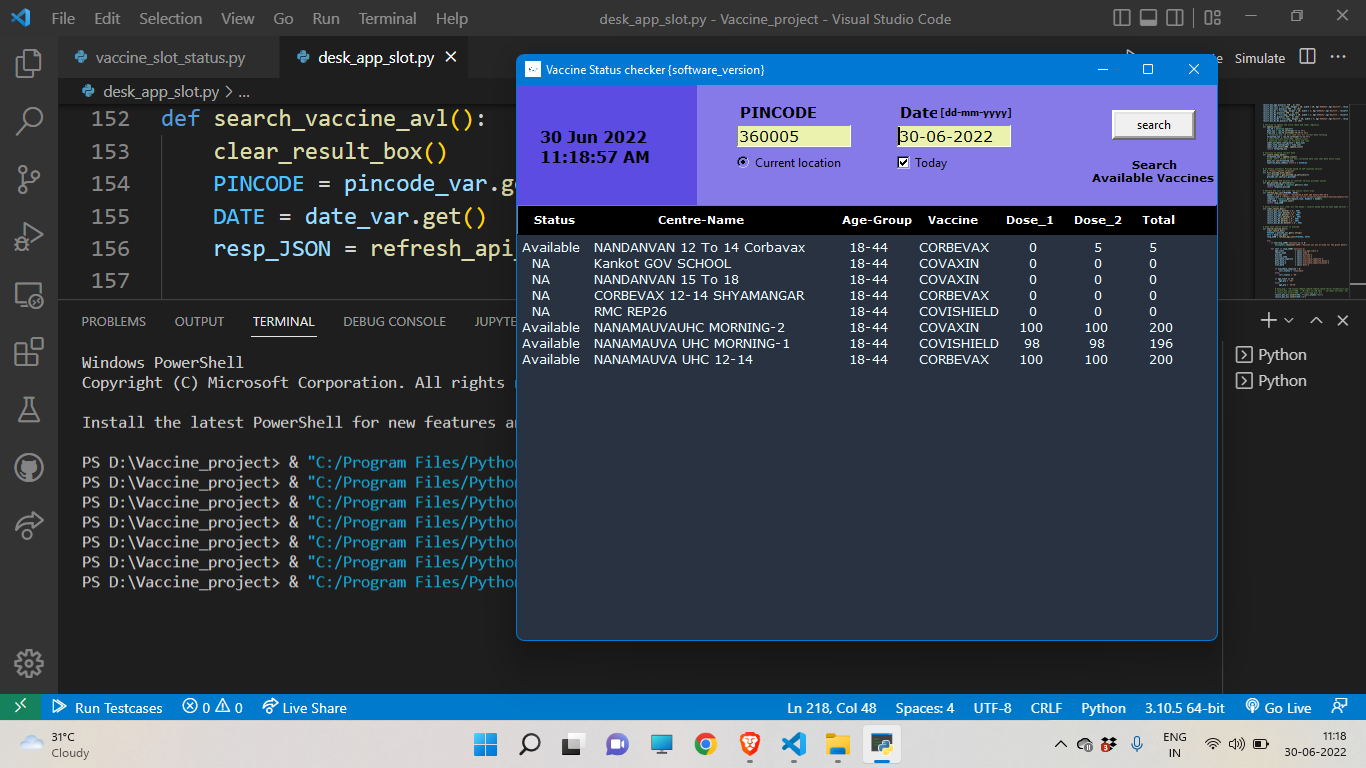 File Edit Selection View Go Run Terminal Help desk_app_slot.py - Vaccine_project - Visual Studio Code
vaccine_slot_status.py desk_app_slot.py
Simulate
desk_app_slot.py > ...
152 def search_vaccine_avl():
153 clear_result_box()
154 PINCODE = pincode_var.g
155 DATE = date_var.get()
156 resp_JSON = refresh_api_
157
PROBLEMS OUTPUT TERMINAL DEBUG CONSOLE JUPYTE
Windows PowerShell
Copyright (C) Microsoft Corporation. All rights
Install the latest PowerShell for new features a
PS D:\Vaccine_project> & "C:/Program Files/Pytho
PS D:\Vaccine_project> & "C:/Program Files/Pytho
PS D:\Vaccine_project> & "C:/Program Files/Pytho
PS D:\Vaccine_project> & "C:/Program Files/Pytho
PS D:\Vaccine_project> & "C:/Program Files/Pytho
PS D:\Vaccine_project> & "C:/Program Files/Pytho
PS D:\Vaccine_project> & "C:/Program Files/Pytho
Python
Python
Vaccine Status checker {software_version}
30 Jun 2022
11:18:57 AM
PINCODE
360005
Current location
Date [dd-mm-yyyy]
30-06-2022
Today
search
Search
Available Vaccines
Status Centre-Name Age-Group Vaccine Dose_1 Dose_2 Total
Available NANDANVAN 12 To 14 Corbavax 18-44 CORBEVAX 0 5 5
NA Kankot GOV SCHOOL 18-44 COVAXIN 0 0 0
NA NANDANVAN 15 To 18 18-44 COVAXIN 0 0 0
NA CORBEVAX 12-14 SHYAMANGAR 18-44 CORBEVAX 0 0 0
NA RMC REP26 18-44 COVISHIELD 0 0 0
Available NANAMAUVAUHC MORNING-2 18-44 COVAXIN 100 100 200
Available NANAMAUVA UHC MORNING-1 18-44 COVISHIELD 98 98 196
Available NANAMAUVA UHC 12-14 18-44 CORBEVAX 100 100 200
Run Testcases 0 0 Live Share Ln 218, Col 48 Spaces: 4 UTF-8 CRLF Python 3.10.5 64-bit Go Live
31°C
Cloudy
ENG
IN
11:18
30-06-2022